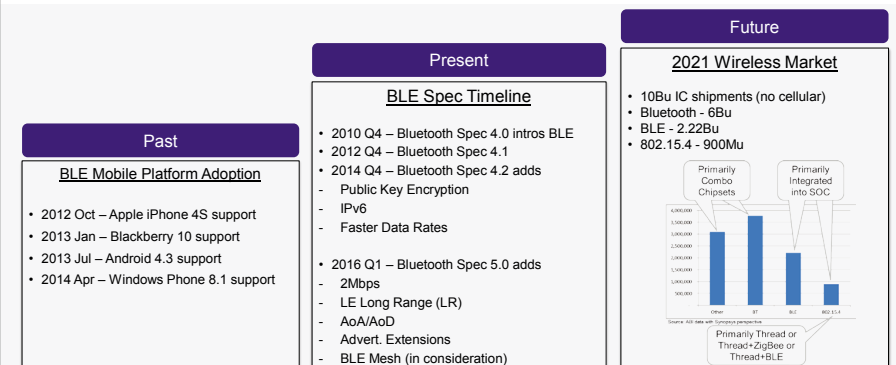 Past
BLE Mobile Platform Adoption
• 2012 Oct – Apple iPhone 4S support
• 2013 Jan – Blackberry 10 support
• 2013 Jul – Android 4.3 support
• 2014 Apr – Windows Phone 8.1 support
Present
BLE Spec Timeline
• 2010 Q4 – Bluetooth Spec 4.0 intros BLE
• 2012 Q4 – Bluetooth Spec 4.1
• 2014 Q4 – Bluetooth Spec 4.2 adds
- Public Key Encryption
- IPv6
- Faster Data Rates
• 2016 Q1 – Bluetooth Spec 5.0 adds
- 2Mbps
- LE Long Range (LR)
- AoA/AoD
- Advert. Extensions
- BLE Mesh (in consideration)
Future
2021 Wireless Market
• 10Bu IC shipments (no cellular)
• Bluetooth - 6Bu
• BLE - 2.22Bu
• 802.15.4 - 900Mu
Primarily
Combo
Chipsets
Primarily
Integrated
into SOC
4,000,000
3,500,000
3,000,000
2,500,000
2,000,000
1,500,000
1,000,000
500,000
Other BT BLE 802.15.4
Source: ABI data with Synopsys perspective
Primarily Thread or
Thread+ZigBee or
Thread+BLE